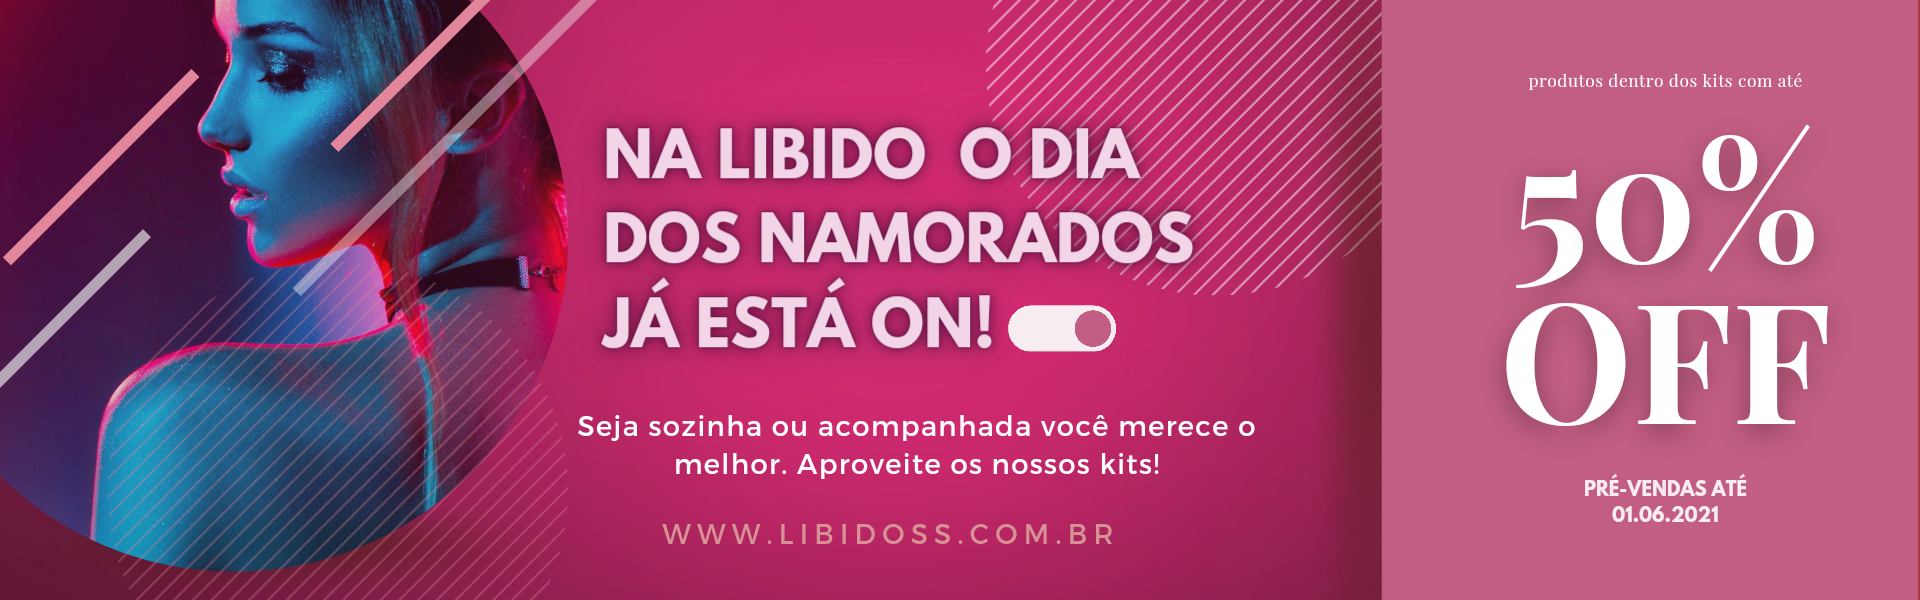 NA LIBIDO O DIA
DOS NAMORADOS
JÁ ESTÁ ON!
Seja sozinha ou acompanhada você merece o
melhor. Aproveite os nossos kits!
WWW.LIBIDOSS.COM.BR
produtos dentro dos kits com até
50%
OFF
PRÉ-VENDAS ATÉ
01.06.2021